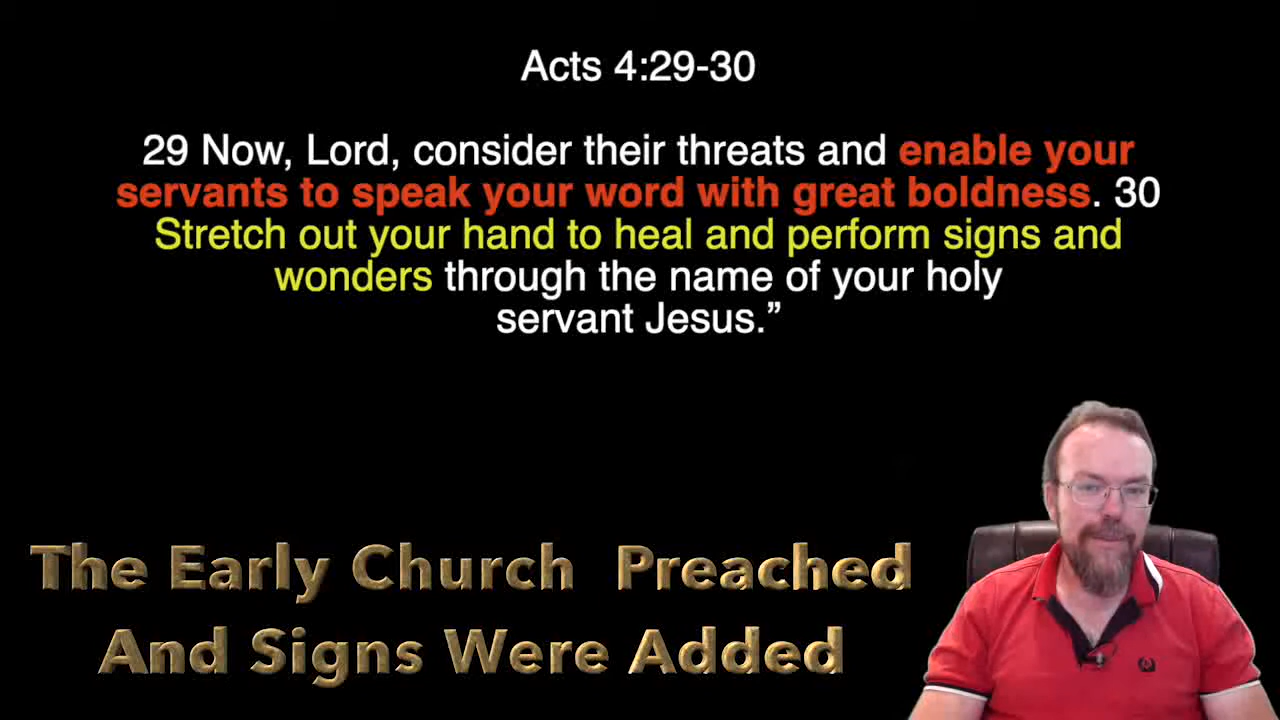 Acts 4:29-30
29 Now, Lord, consider their threats and enable your
servants to speak your word with great boldness. 30
Stretch out your hand to heal and perform signs and
wonders through the name of your holy
servant Jesus.”
The Early Church Preached
And Signs Were Added